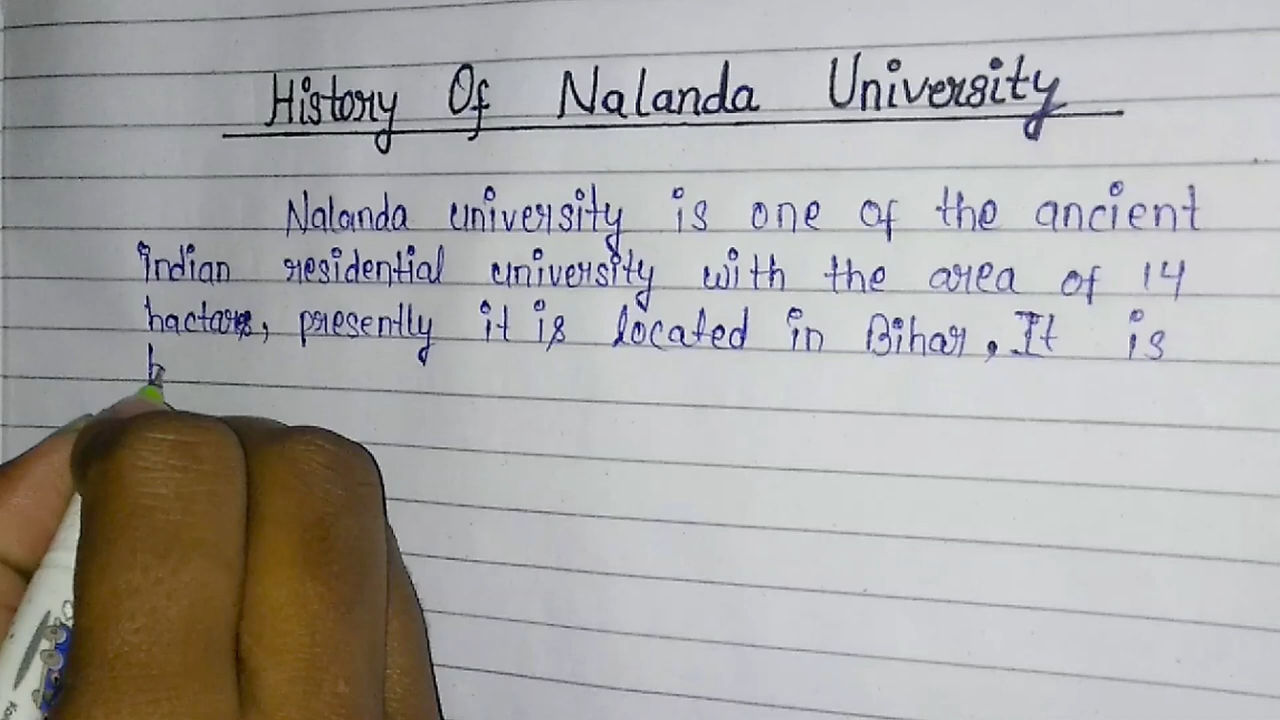 History Of Nalanda University
Nalanda university is one of the ancient
indian residential university with the area of 14
hactares, presently it is located in Bihar, It is
b